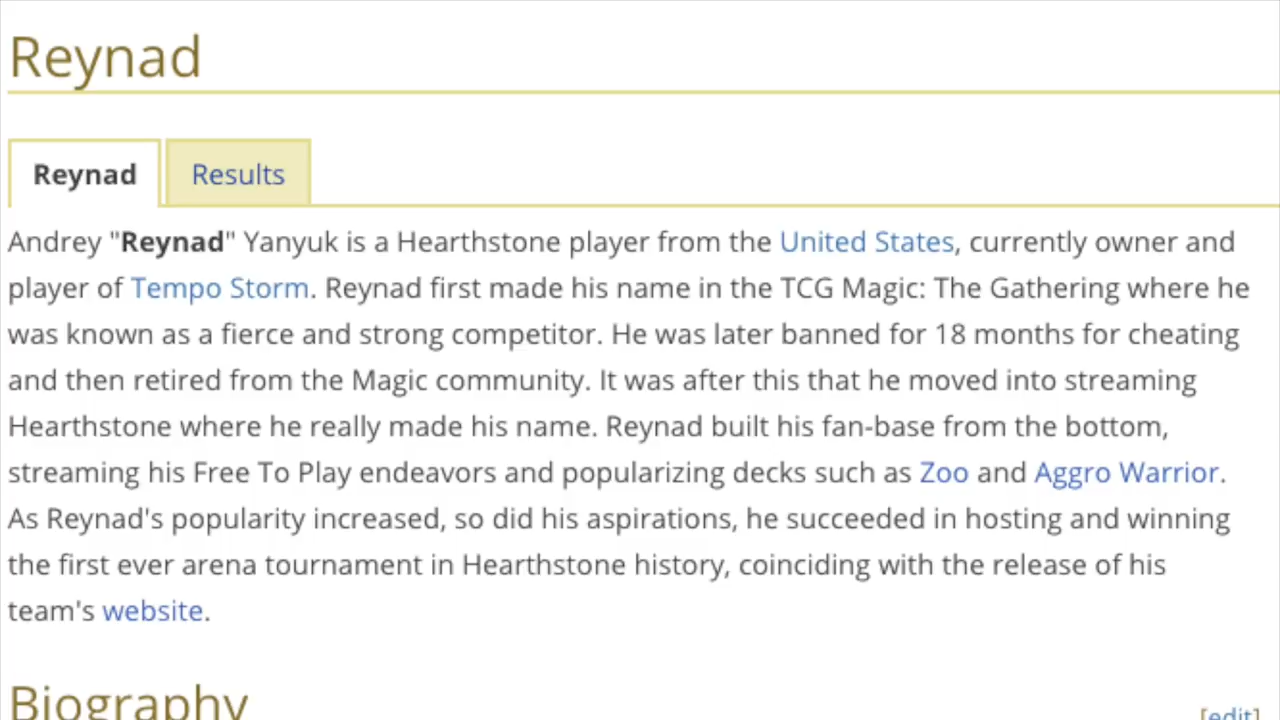 Reynad
Reynad
Results
Andrey "Reynad" Yanyuk is a Hearthstone player from the United States, currently owner and
player of Tempo Storm. Reynad first made his name in the TCG Magic: The Gathering where he
was known as a fierce and strong competitor. He was later banned for 18 months for cheating
and then retired from the Magic community. It was after this that he moved into streaming
Hearthstone where he really made his name. Reynad built his fan-base from the bottom,
streaming his Free To Play endeavors and popularizing decks such as Zoo and Aggro Warrior.
As Reynad's popularity increased, so did his aspirations, he succeeded in hosting and winning
the first ever arena tournament in Hearthstone history, coinciding with the release of his
team's website.
Biography
[edit]